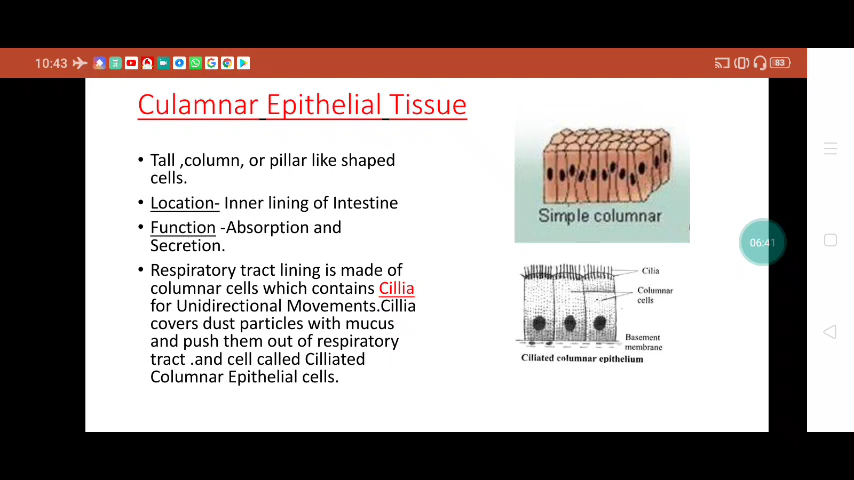 10:43
83
Culamnar Epithelial Tissue
• Tall ,column, or pillar like shaped
cells.
• Location- Inner lining of Intestine
• Function -Absorption and
Secretion.
• Respiratory tract lining is made of
columnar cells which contains Cillia
for Unidirectional Movements.Cillia
covers dust particles with mucus
and push them out of respiratory
tract .and cell called Cilliated
Columnar Epithelial cells.
Simple columnar
06:41
Cilia
Columnar
cells
Basement
membrane
Ciliated columnar epithelium